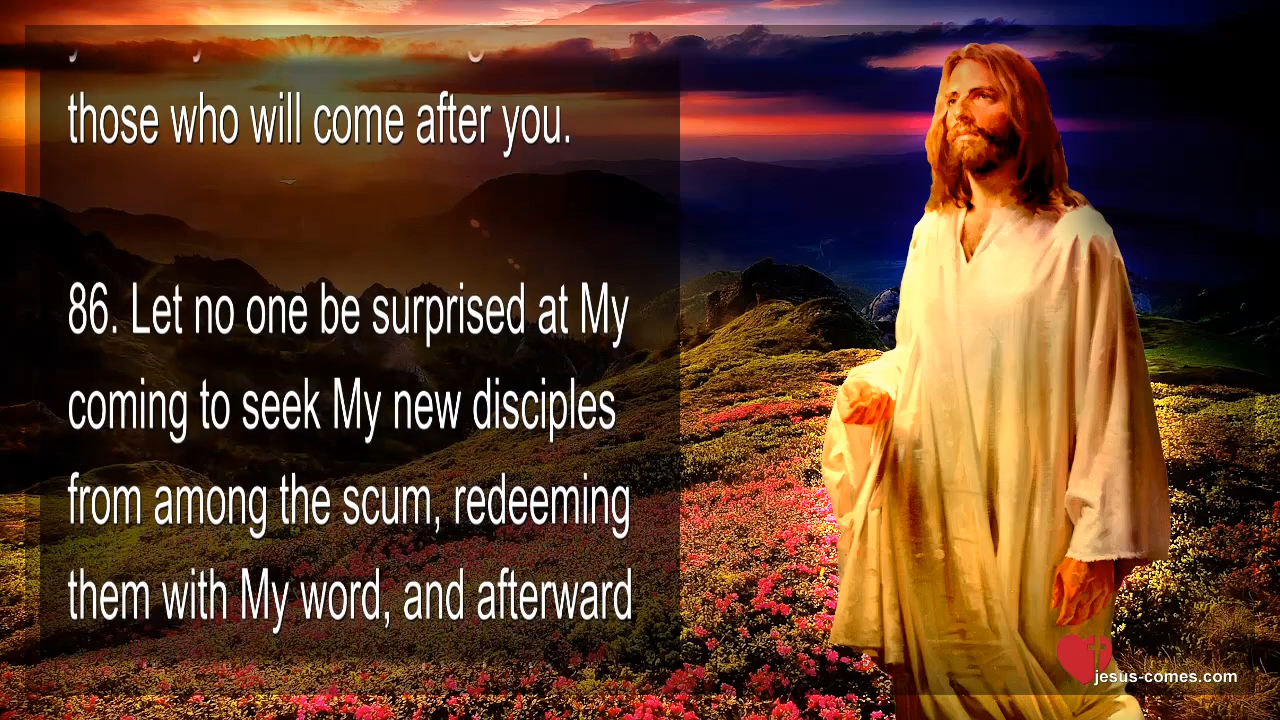 those who will come after you.
86. Let no one be surprised at My
coming to seek My new disciples
from among the scum, redeeming
them with My word, and afterward
jesus-comes.com